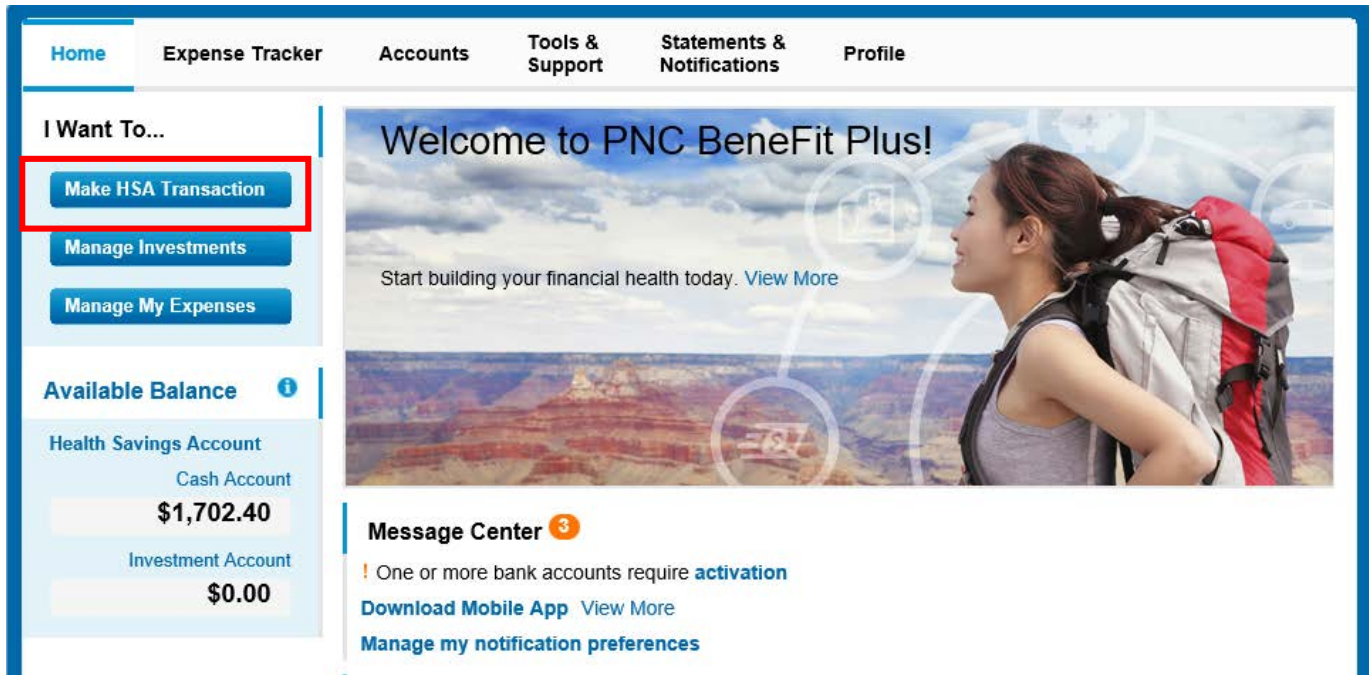 Home
Expense Tracker
Accounts
Tools &
Support
Statements &
Notifications
Profile
I Want To...
Make HSA Transaction
Manage Investments
Manage My Expenses
Available Balance
Health Savings Account
Cash Account
$1,702.40
Investment Account
$0.00
Welcome to PNC BeneFit Plus!
Start building your financial health today. View More
Message Center 3
! One or more bank accounts require activation
Download Mobile App View More
Manage my notification preferences